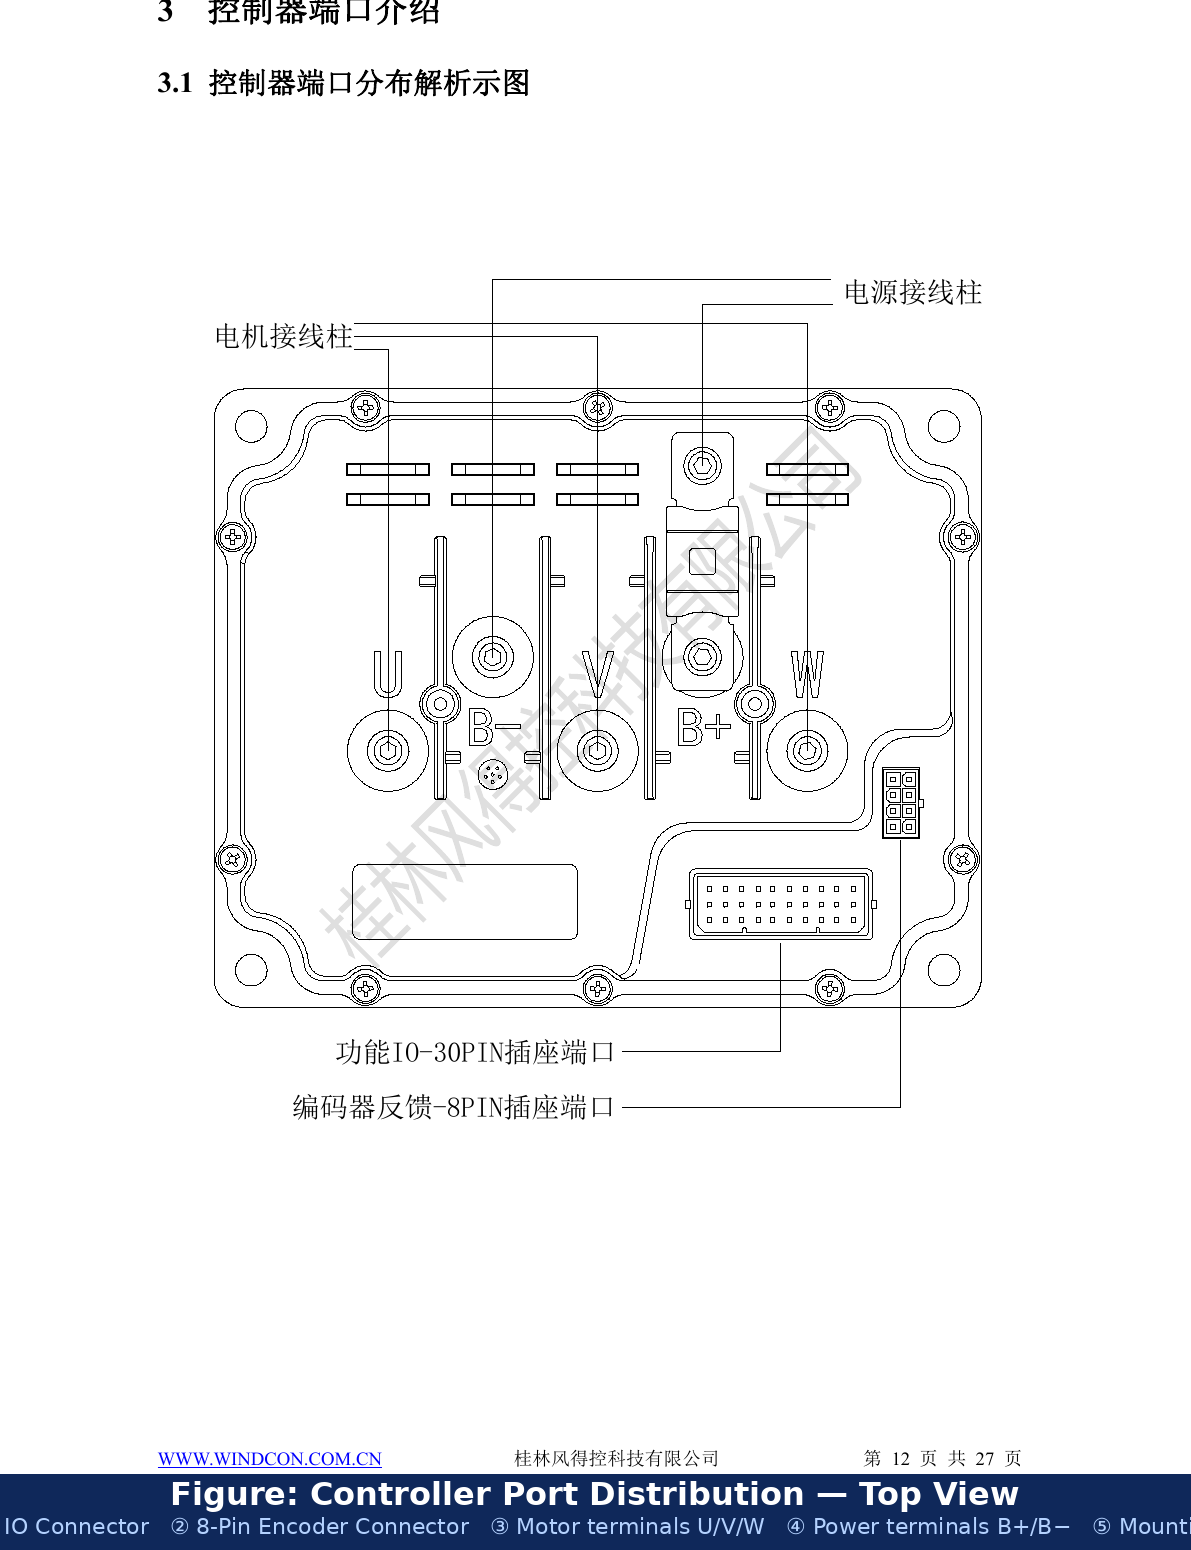 3 控制器端口介绍
3.1 控制器端口分布解析示图
电源接线柱
电机接线柱
U
V
W
B−
B+
桂林风得控科技有限公司
功能IO-30PIN插座端口
编码器反馈-8PIN插座端口
WWW.WINDCON.COM.CN 桂林风得控科技有限公司 第 12 页 共 27 页
Figure: Controller Port Distribution — Top View
IO Connector ② 8-Pin Encoder Connector ③ Motor terminals U/V/W ④ Power terminals B+/B− ⑤ Mounti